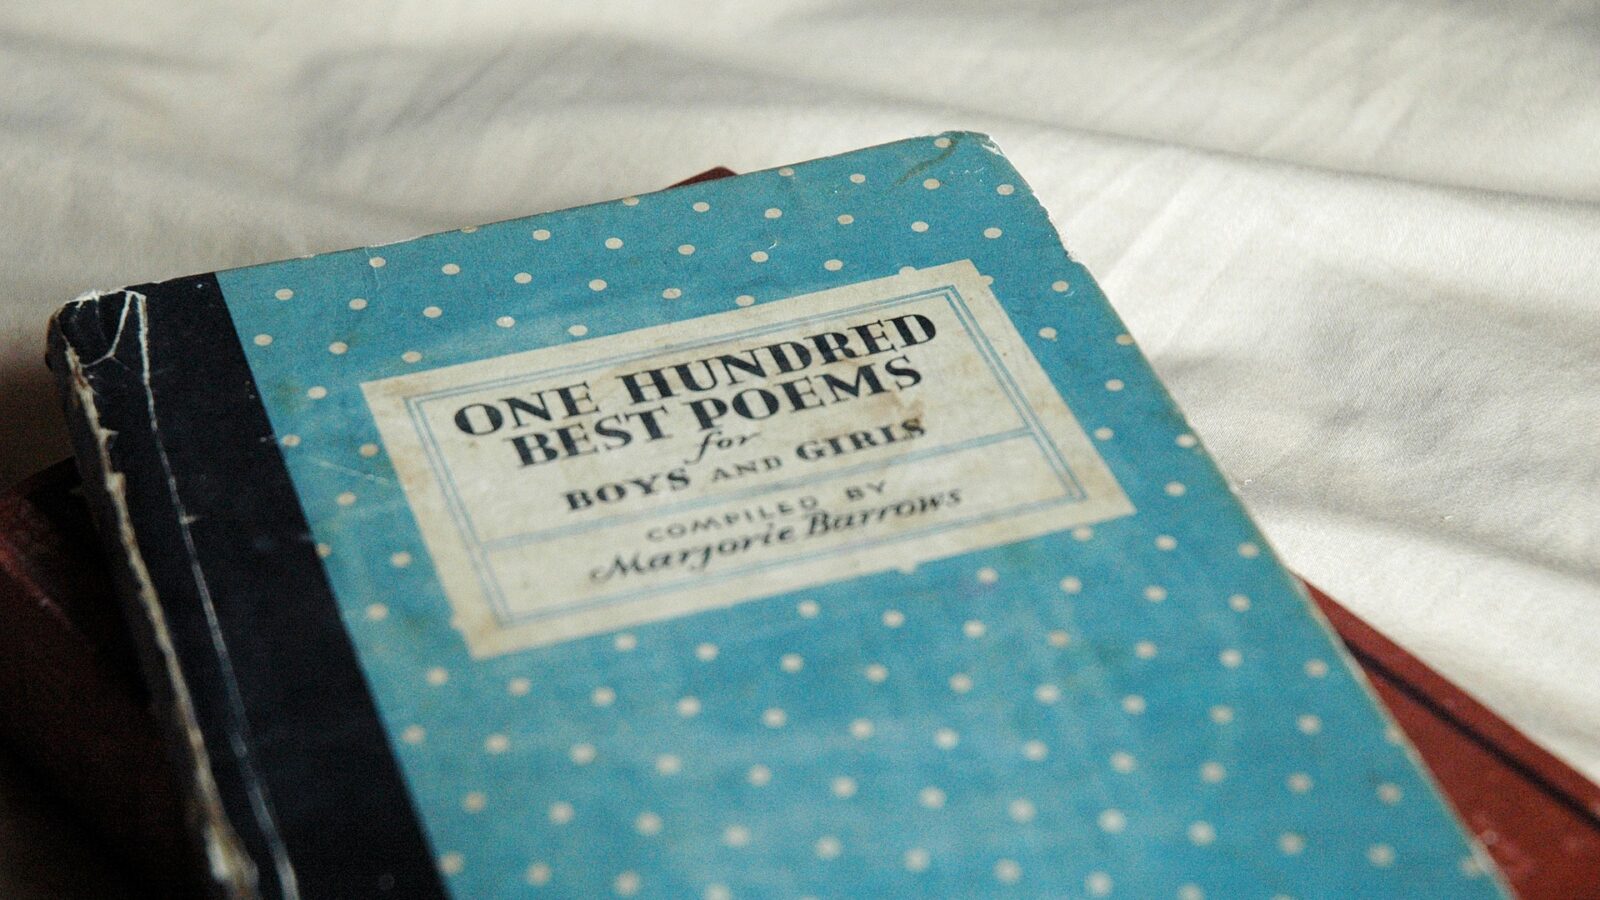 ONE HUNDRED
BEST POEMS
for
BOYS AND GIRLS
COMPILED BY
Marjorie Barrows